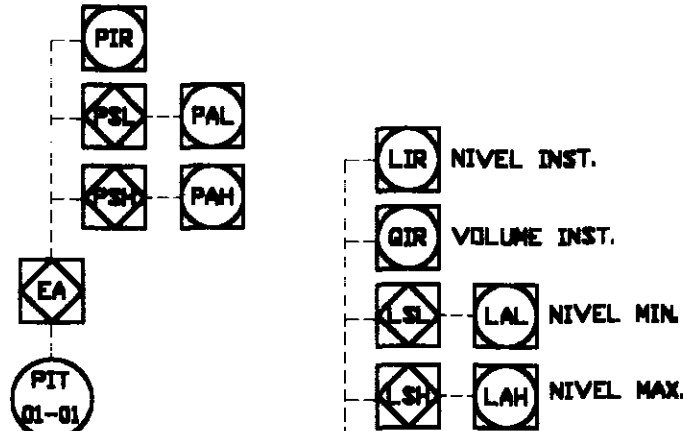 PIR
PSL PAL
PSH PAH
EA
PIT
01-01
LIR NIVEL INST.
QIR VOLUME INST.
LSL LAL NIVEL MIN.
LSH LAH NIVEL MAX.